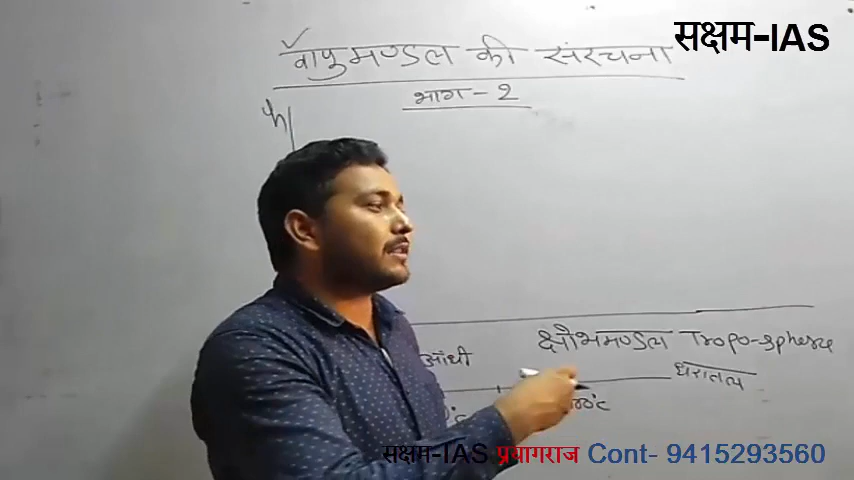 सक्षम-IAS
वायुमण्डल की संरचना
भाग - 2
क्षोभमण्डल Tropo-sphere
आंधी
धरातल
सक्षम-IAS प्रयागराज Cont- 9415293560